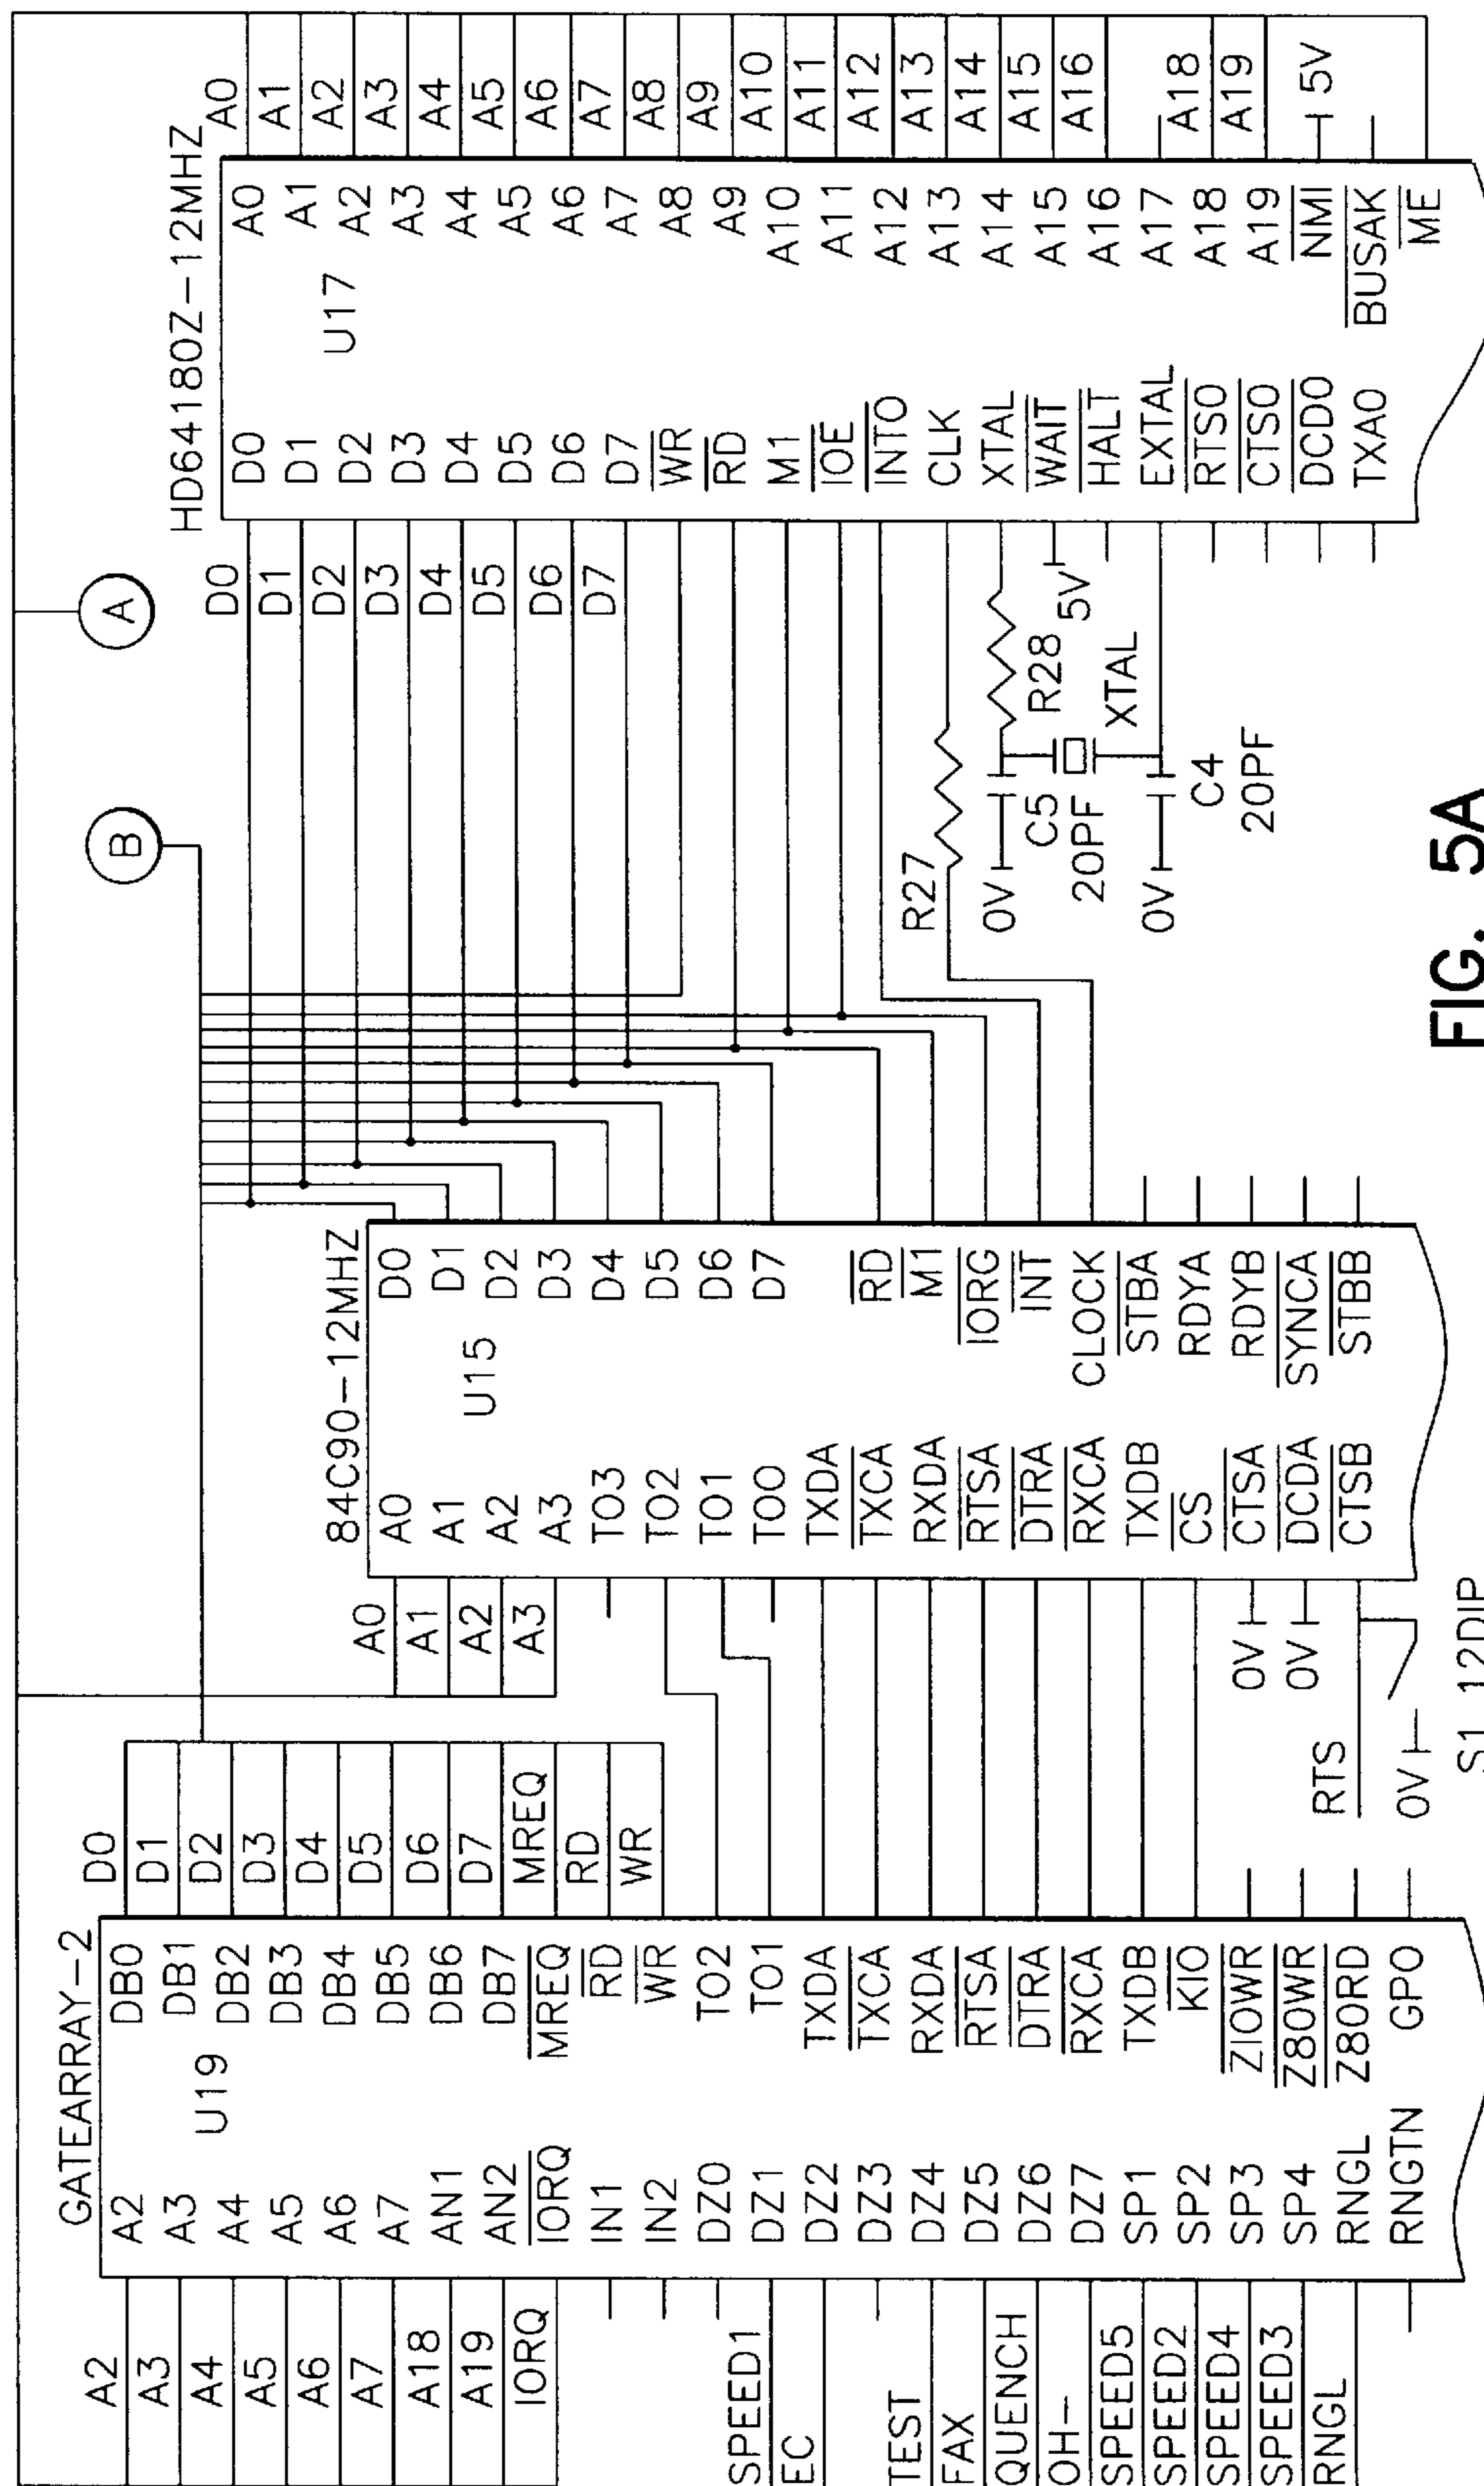 A
B
HD64180Z-12MHZ
U17
D0
D1
D2
D3
D4
D5
D6
D7
D0
D1
D2
D3
D4
D5
D6
D7
WR
RD
M1
IOE
INTO
CLK
XTAL
WAIT
HALT
EXTAL
RTSO
CTSO
DCDO
TXAO
A0
A1
A2
A3
A4
A5
A6
A7
A8
A9
A10
A11
A12
A13
A14
A15
A16
A17
A18
A19
NMI
BUSAK
ME
A0
A1
A2
A3
A4
A5
A6
A7
A8
A9
A10
A11
A12
A13
A14
A15
A16
A18
A19
5V
R27
R28
5V
0V
C5
20PF
XTAL
0V
C4
20PF
84C90-12MHZ
U15
A0
A1
A2
A3
A0
A1
A2
A3
TO3
TO2
TO1
TOO
TXDA
TXCA
RXDA
RTSA
DTRA
RXCA
TXDB
CS
CTSA
DCDA
CTSB
D0
D1
D2
D3
D4
D5
D6
D7
RD
M1
IORG
INT
CLOCK
STBA
RDYA
RDYB
SYNCA
STBB
0V
0V
RTS
0V
S1 12DIP
GATEARRAY-2
U19
A2
A3
A4
A5
A6
A7
A18
A19
IORQ
SPEED1
EC
TEST
FAX
QUENCH
OH-
SPEED5
SPEED2
SPEED4
SPEED3
RNGL
A2
A3
A4
A5
A6
A7
AN1
AN2
IORQ
IN1
IN2
DZ0
DZ1
DZ2
DZ3
DZ4
DZ5
DZ6
DZ7
SP1
SP2
SP3
SP4
RNGL
RNGTN
DB0
DB1
DB2
DB3
DB4
DB5
DB6
DB7
MREQ
RD
WR
TO2
TO1
TXDA
TXCA
RXDA
RTSA
DTRA
RXCA
TXDB
KIO
ZIOWR
Z80WR
Z80RD
GPO
D0
D1
D2
D3
D4
D5
D6
D7
MREQ
RD
WR
FIG. 5A